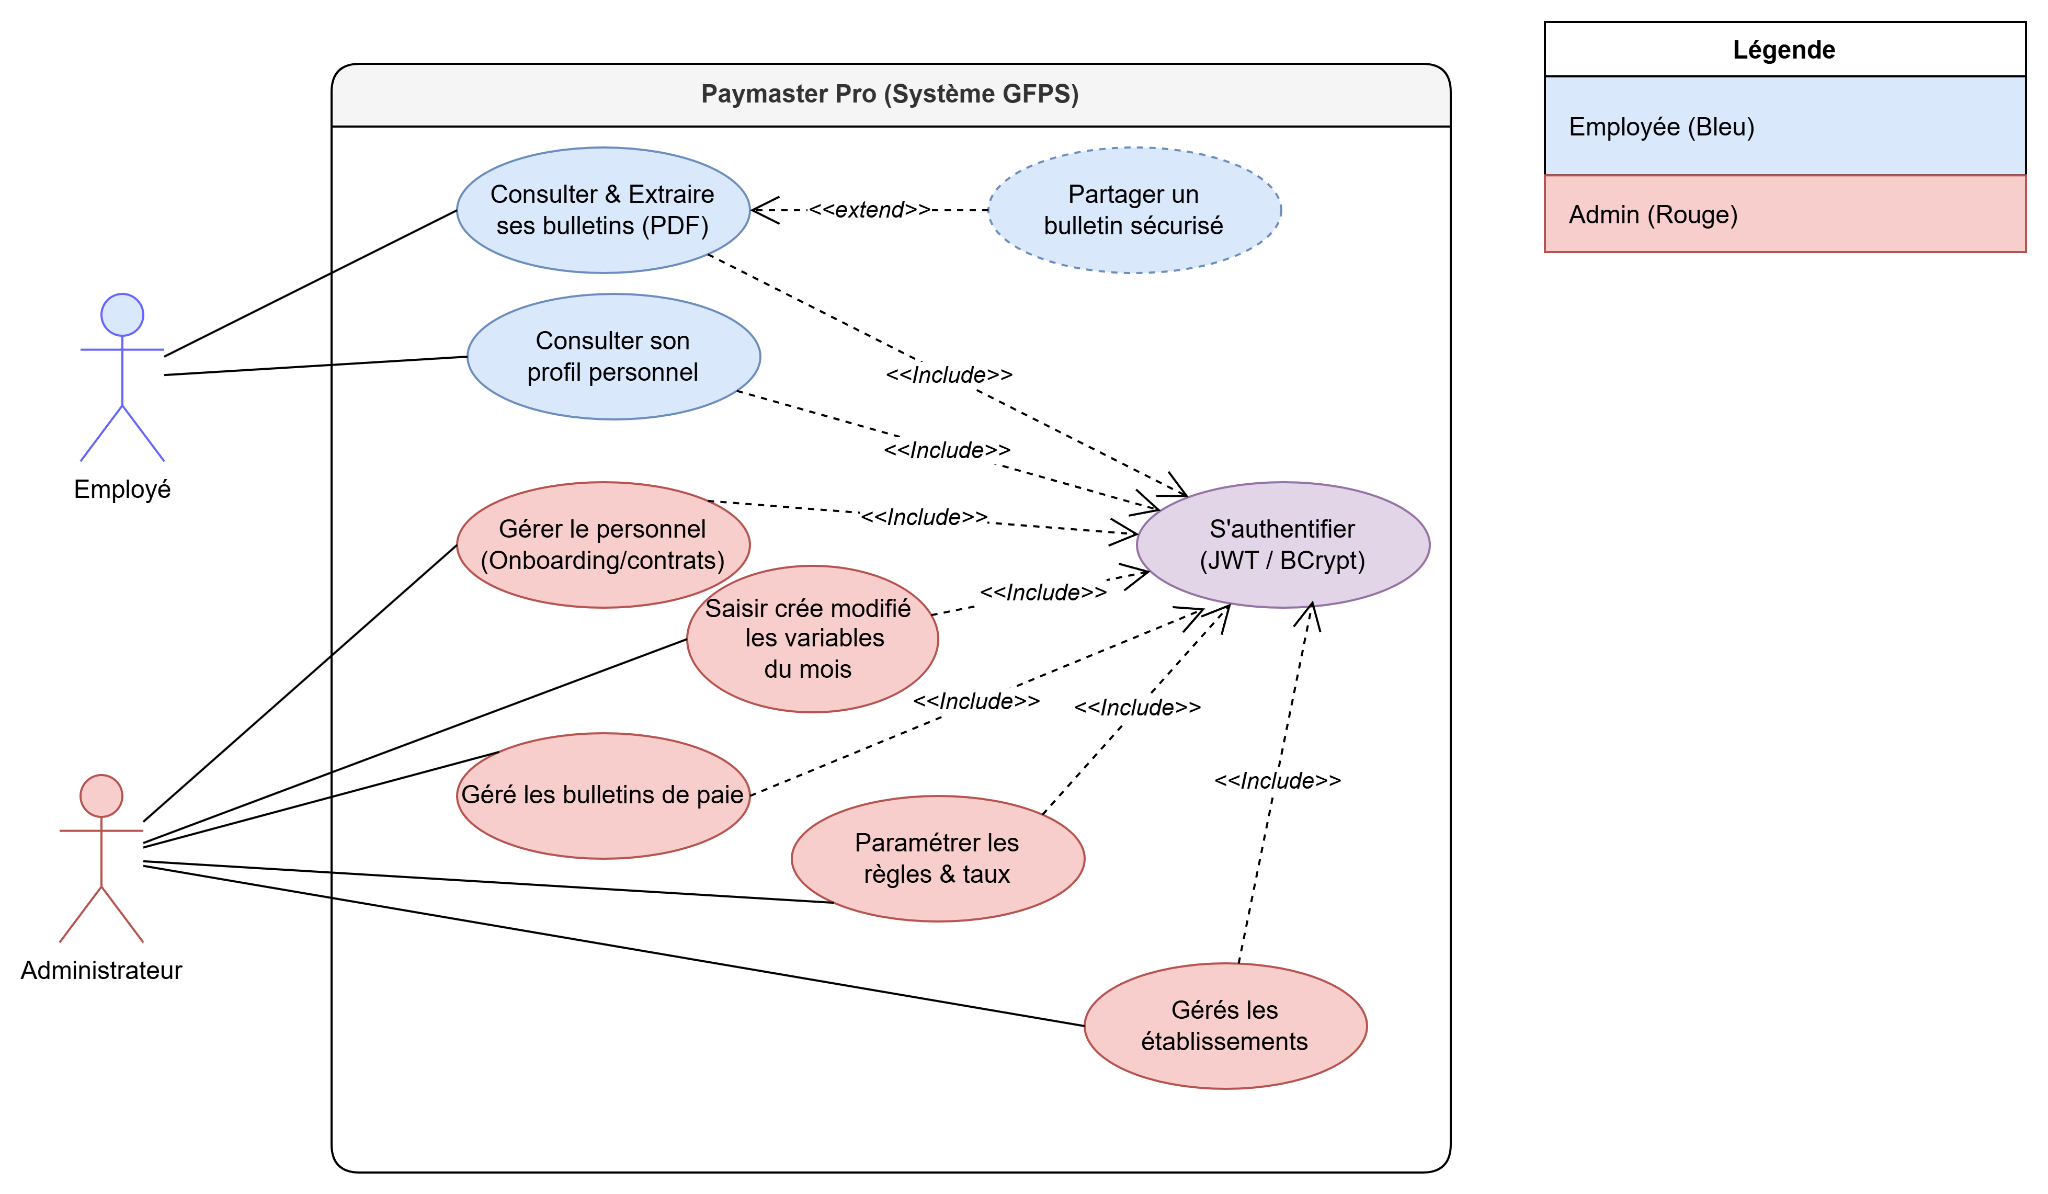 Légende
Employée (Bleu)
Admin (Rouge)
Paymaster Pro (Système GFPS)
Consulter & Extraire
ses bulletins (PDF)
<<extend>>
Partager un
bulletin sécurisé
Consulter son
profil personnel
<<Include>>
<<Include>>
Employé
Gérer le personnel
(Onboarding/contrats)
<<Include>>
S'authentifier
(JWT / BCrypt)
Saisir crée modifié
les variables
du mois
<<Include>>
<<Include>>
<<Include>>
<<Include>>
Géré les bulletins de paie
Paramétrer les
règles & taux
Administrateur
Gérés les
établissements